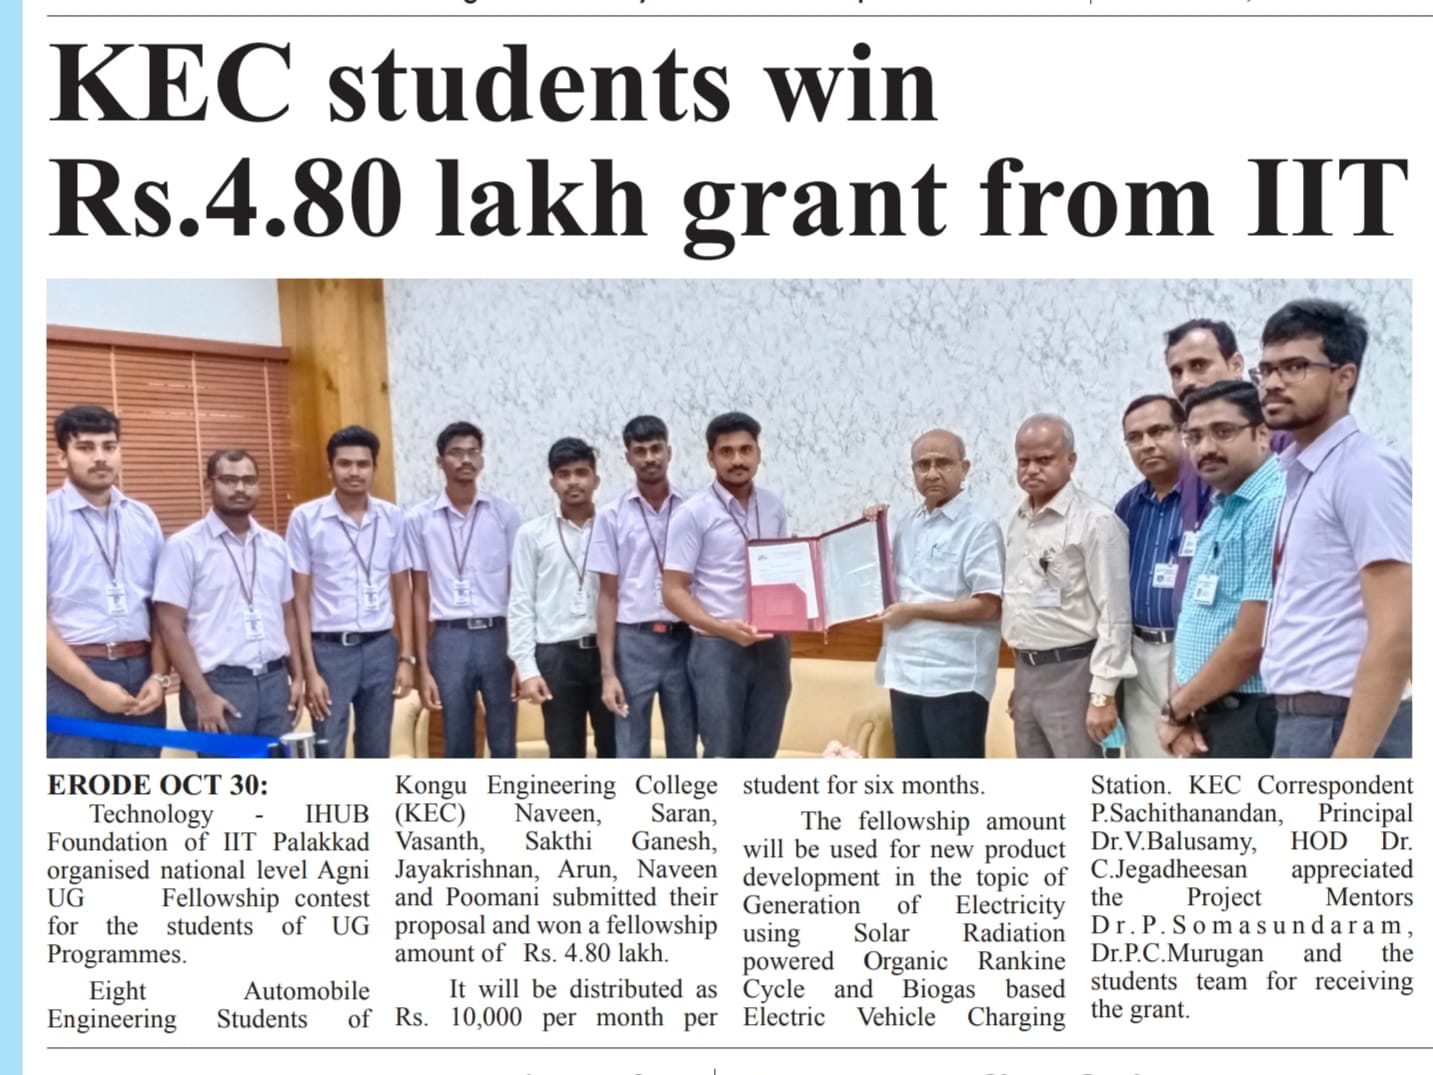 KEC students win
Rs.4.80 lakh grant from IIT
ERODE OCT 30:
Technology - IHUB
Foundation of IIT Palakkad
organised national level Agni
UG Fellowship contest
for the students of UG
Programmes.
Eight Automobile
Engineering Students of
Kongu Engineering College
(KEC) Naveen, Saran,
Vasanth, Sakthi Ganesh,
Jayakrishnan, Arun, Naveen
and Poomani submitted their
proposal and won a fellowship
amount of Rs. 4.80 lakh.
It will be distributed as
Rs. 10,000 per month per
student for six months.
The fellowship amount
will be used for new product
development in the topic of
Generation of Electricity
using Solar Radiation
powered Organic Rankine
Cycle and Biogas based
Electric Vehicle Charging
Station. KEC Correspondent
P.Sachithanandan, Principal
Dr.V.Balusamy, HOD Dr.
C.Jegadheesan appreciated
the Project Mentors
Dr.P.Somasundaram,
Dr.P.C.Murugan and the
students team for receiving
the grant.